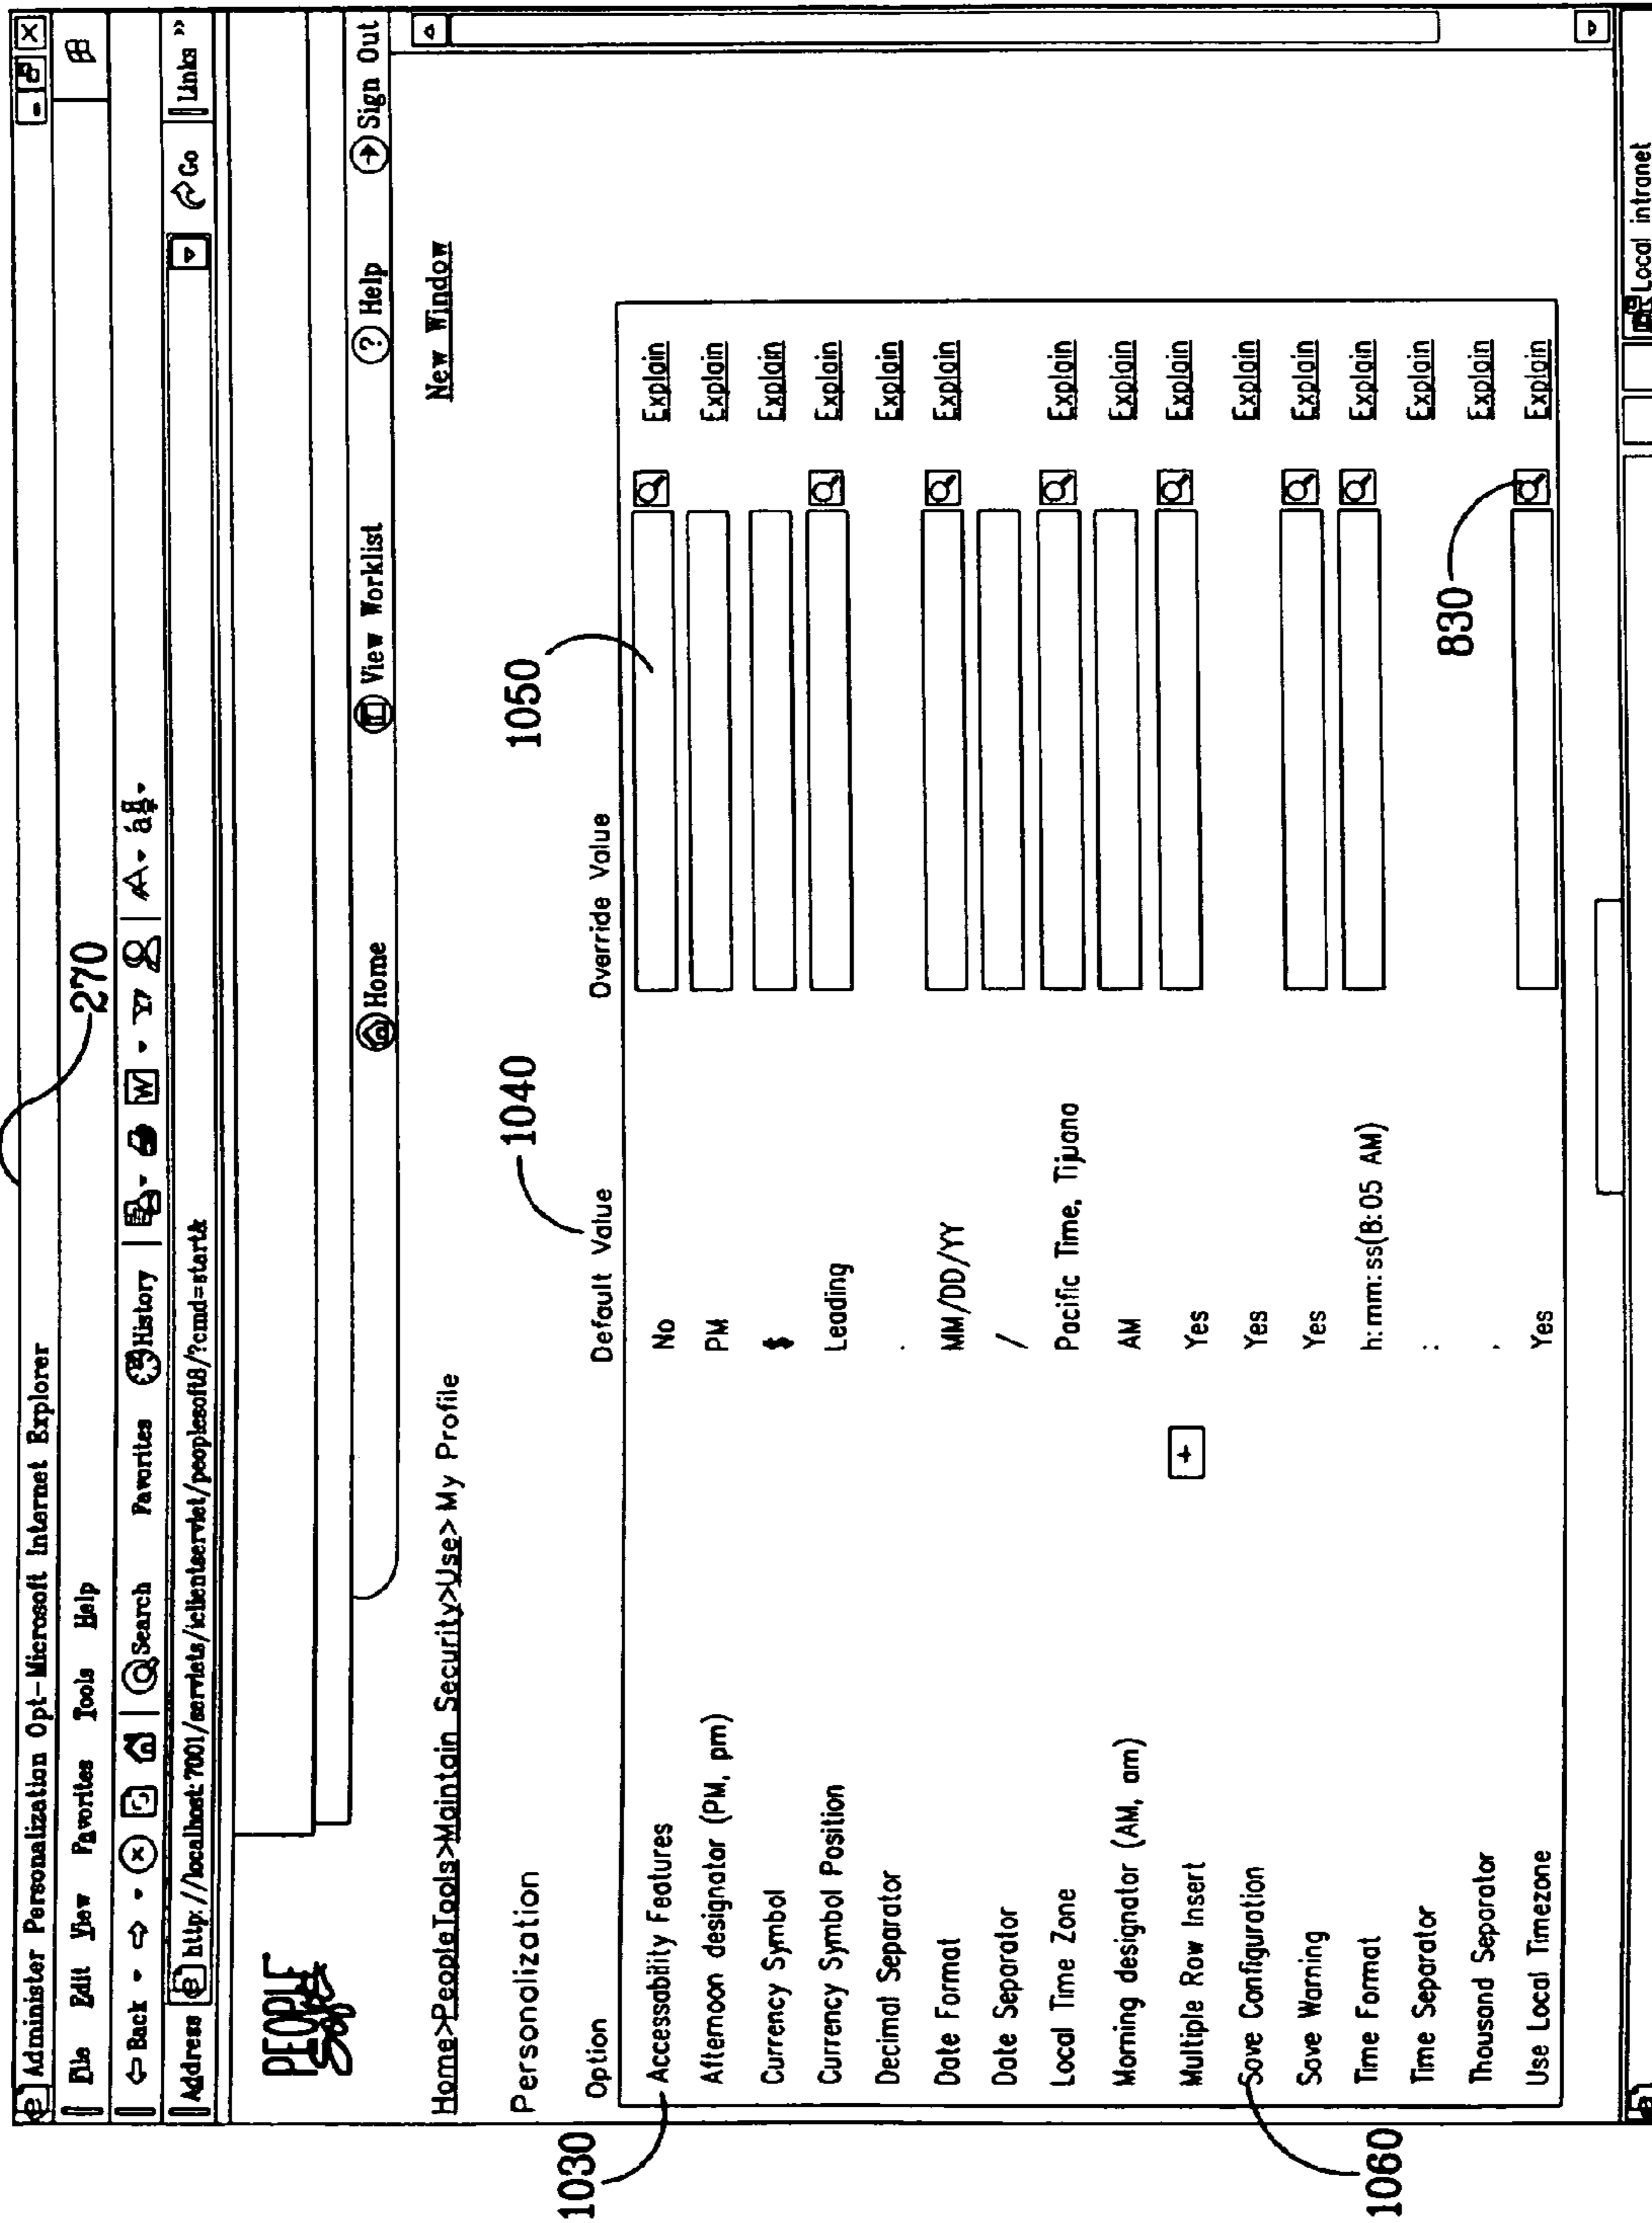 Administer Personalization Opt-Microsoft Internet Explorer
File Edit View Favorites Tools Help
270
Back Search Favorites History W A
Address http://localhost:7001/servlets/iclientservlet/peoplesoft8/?cmd=start& Go Links »
PEOPLE
Home View Worklist ? Help Sign Out
Home>PeopleTools>Maintain Security>Use> My Profile New Window
Personalization
1040 1050
1030
Option Default Value Override Value
Accessability Features No Explain
Afternoon designator (PM, pm) PM Explain
Currency Symbol $ Explain
Currency Symbol Position Leading Explain
Decimal Separator . Explain
Date Format MM/DD/YY Explain
Date Separator /
Local Time Zone Pacific Time, Tijuana Explain
Morning designator (AM, am) AM Explain
Multiple Row Insert + Yes Explain
Save Configuration Yes Explain
Save Warning Yes Explain
Time Format h:mm:ss(B:05 AM) Explain
Time Separator : Explain
Thousand Separator , Explain
Use Local Timezone Yes Explain
1060
830
Local intranet